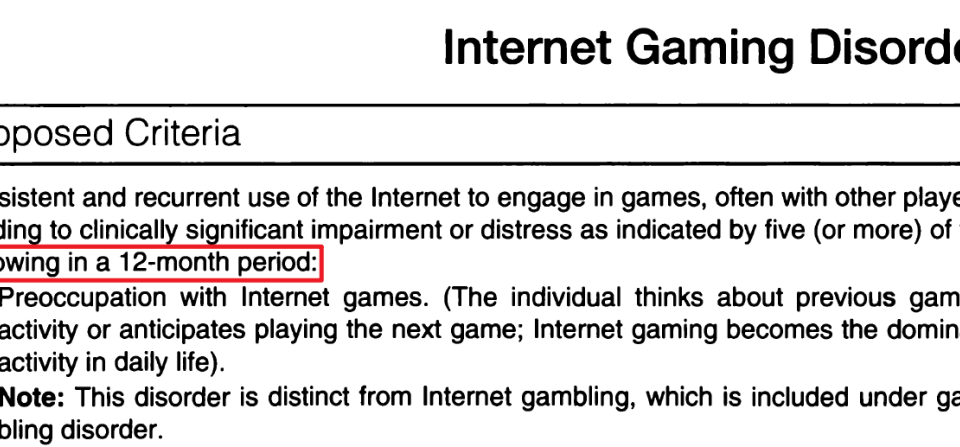 Internet Gaming Disorde
oposed Criteria
sistent and recurrent use of the Internet to engage in games, often with other playe
ding to clinically significant impairment or distress as indicated by five (or more) of
owing in a 12-month period:
Preoccupation with Internet games. (The individual thinks about previous gam
activity or anticipates playing the next game; Internet gaming becomes the domina
activity in daily life).
Note: This disorder is distinct from Internet gambling, which is included under ga
bling disorder.